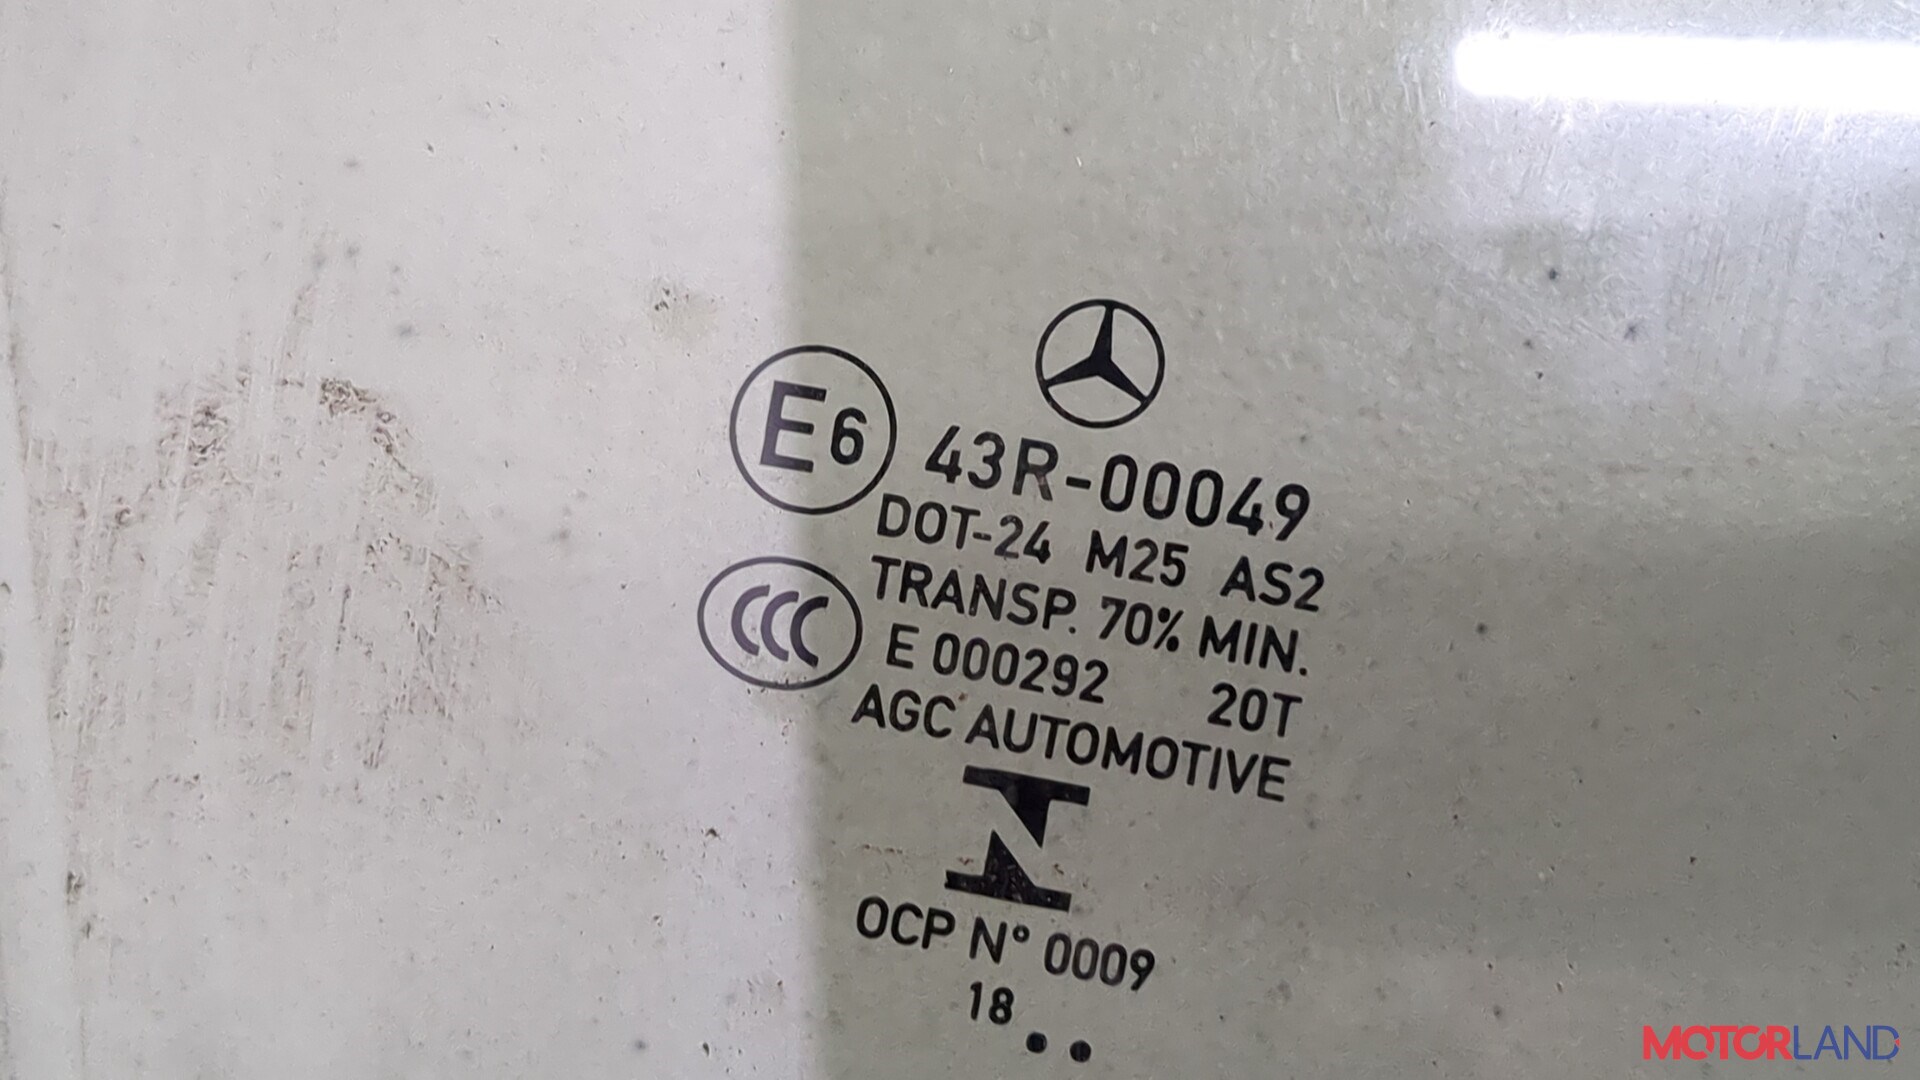 E6 43R-00049
DOT-24 M25 AS2
CCC TRANSP. 70% MIN.
E 000292 20T
AGC AUTOMOTIVE
OCP N° 0009
18 ..
MOTORLAND